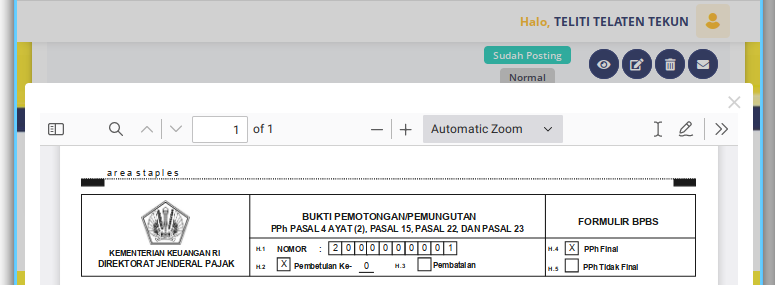 Halo, TELITI TELATEN TEKUN
Sudah Posting
Normal
1 of 1
Automatic Zoom
area staples
BUKTI PEMOTONGAN/PEMUNGUTAN
PPh PASAL 4 AYAT (2), PASAL 15, PASAL 22, DAN PASAL 23
FORMULIR BPBS
KEMENTERIAN KEUANGAN RI
DIREKTORAT JENDERAL PAJAK
H.1 NOMOR : 2 0 0 0 0 0 0 0 0 1
H.2 X Pembetulan Ke- 0 H.3 Pembatalan
H.4 X PPh Final
H.5 PPh Tidak Final